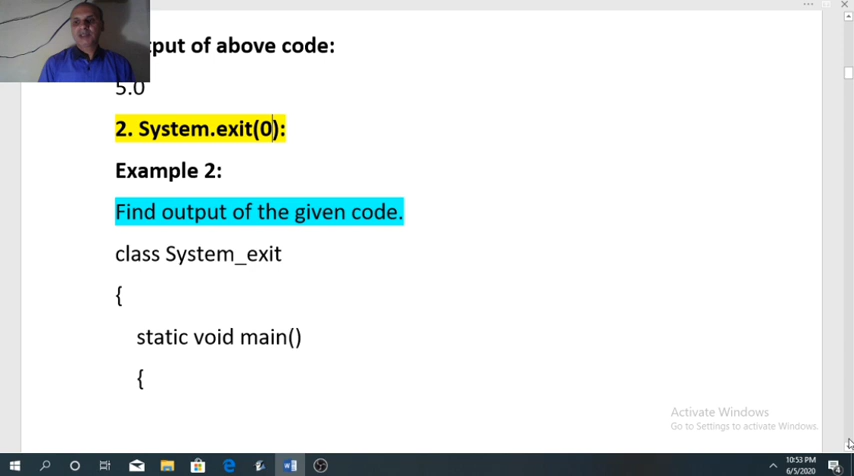 tput of above code:
5.0
2. System.exit(0):
Example 2:
Find output of the given code.
class System_exit
{
static void main()
{
Activate Windows
Go to Settings to activate Windows.
10:53 PM
6/5/2020
4